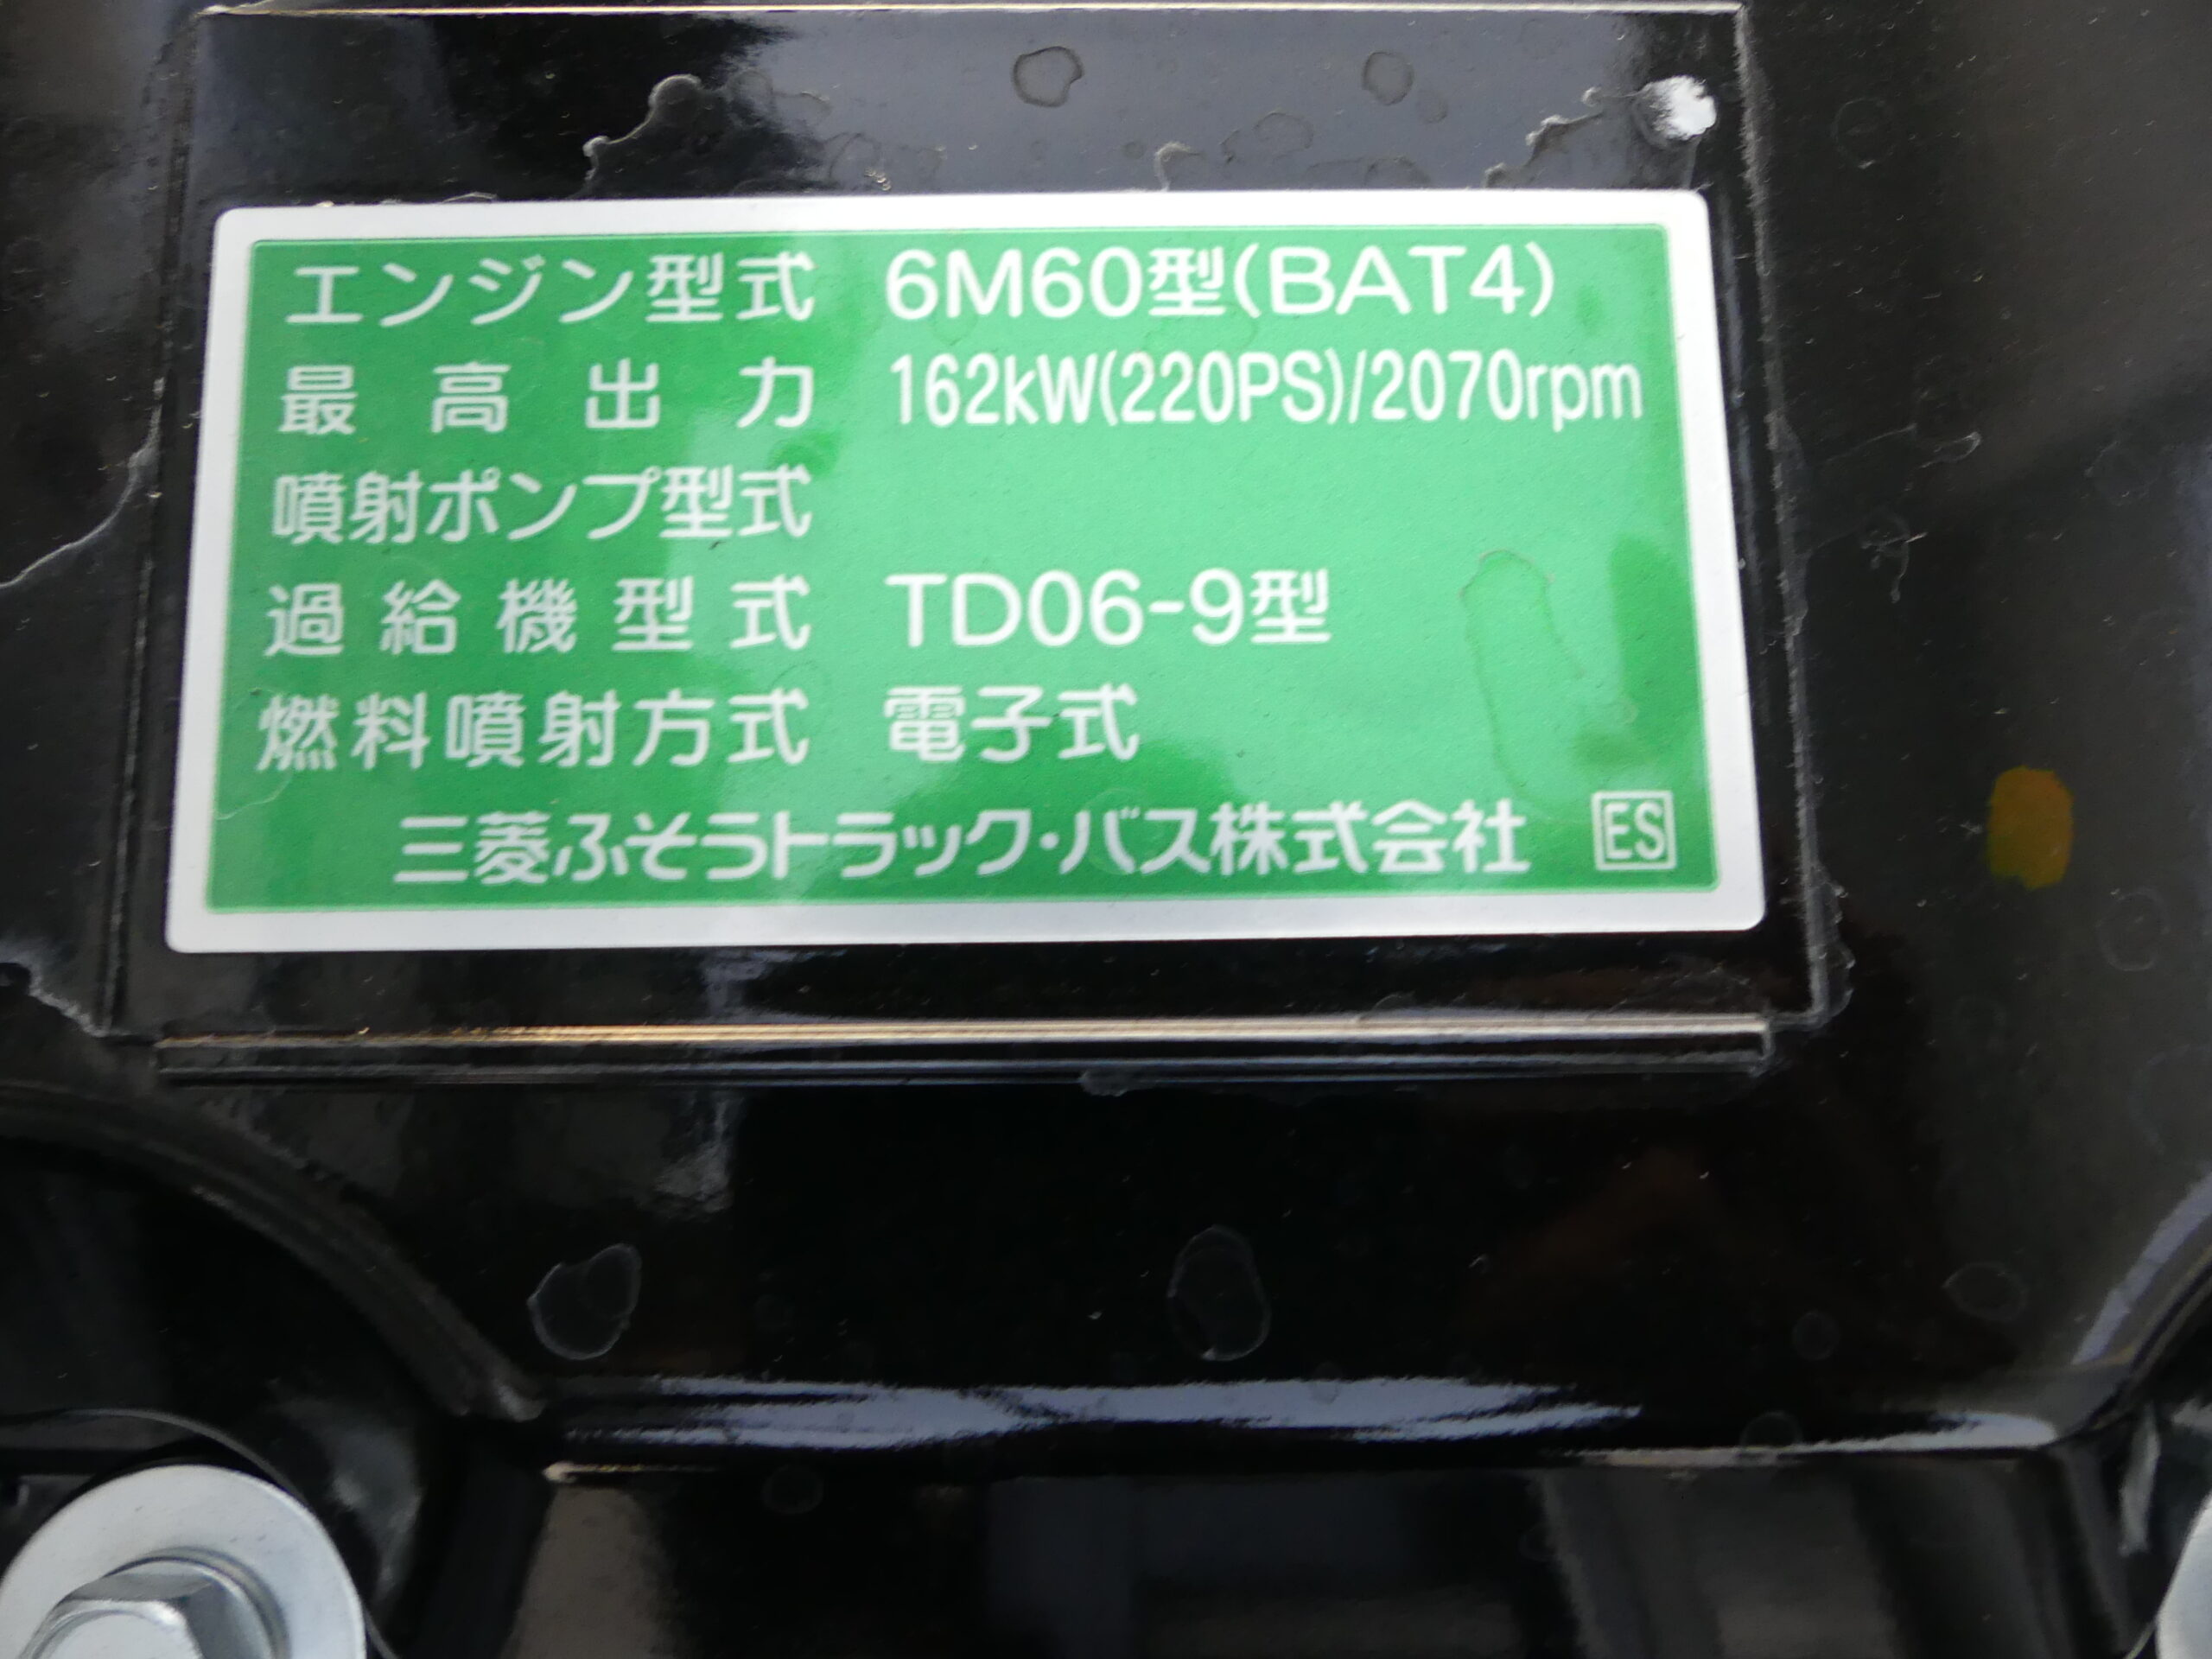 エンジン型式 6M60型(BAT4)
最高出力 162kW(220PS)/2070rpm
噴射ポンプ型式
過給機型式 TD06-9型
燃料噴射方式 電子式
三菱ふそうトラック・バス株式会社 ES